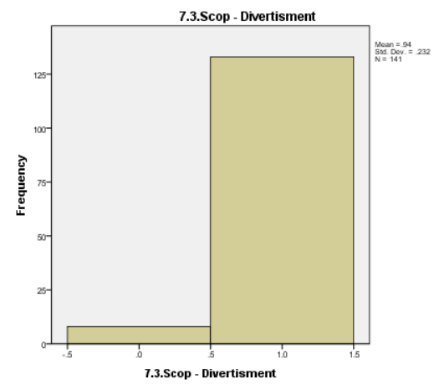 7.3.Scop - Divertisment
Mean = .94
Std. Dev. = .232
N = 141
Frequency
125
100
75
50
25
0
-.5
.0
.5
1.0
1.5
7.3.Scop - Divertisment